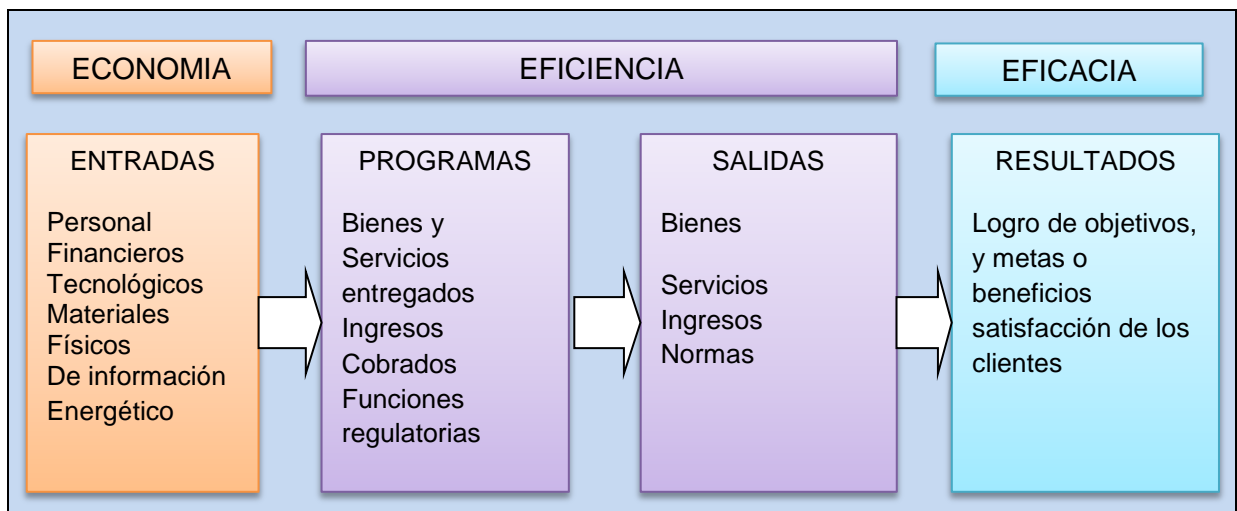 ECONOMIA
EFICIENCIA
EFICACIA
ENTRADAS
Personal
Financieros
Tecnológicos
Materiales
Físicos
De información
Energético
PROGRAMAS
Bienes y
Servicios
entregados
Ingresos
Cobrados
Funciones
regulatorias
SALIDAS
Bienes
Servicios
Ingresos
Normas
RESULTADOS
Logro de objetivos,
y metas o
beneficios
satisfacción de los
clientes